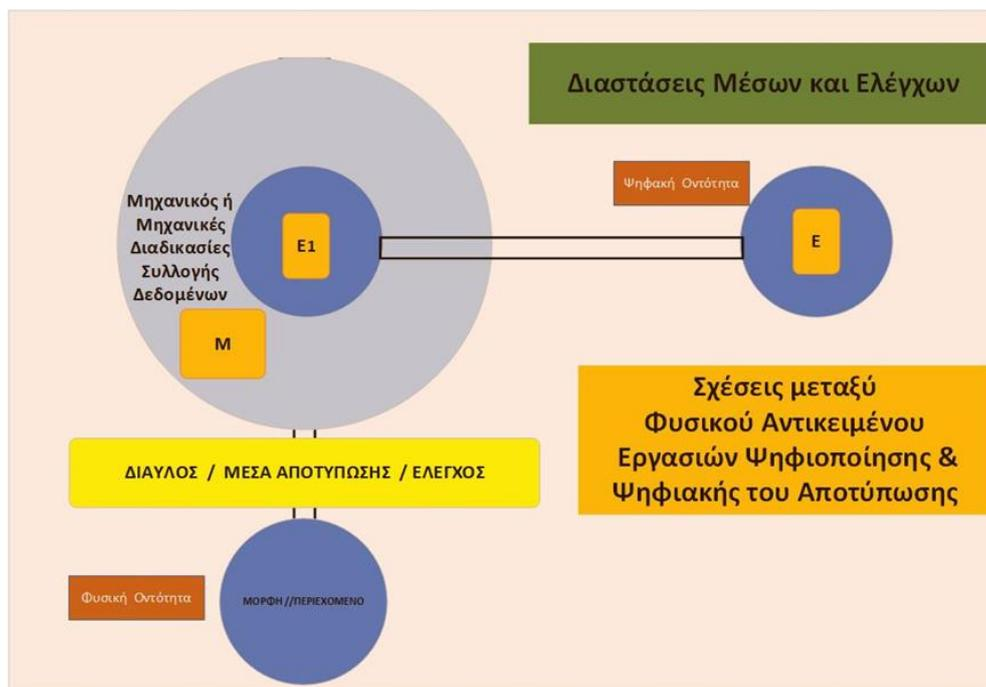 Διαστάσεις Μέσων και Ελέγχων
Ψηφακή Οντότητα
Μηχανικός ή
Μηχανικές
Διαδικασίες
Συλλογής
Δεδομένων
E1
E
M
Σχέσεις μεταξύ
Φυσικού Αντικειμένου
Εργασιών Ψηφιοποίησης &
Ψηφιακής του Αποτύπωσης
ΔΙΑΥΛΟΣ / ΜΕΣΑ ΑΠΟΤΥΠΩΣΗΣ / ΕΛΕΓΧΟΣ
Φυσική Οντότητα
ΜΟΡΦΗ//ΠΕΡΙΕΧΟΜΕΝΟ